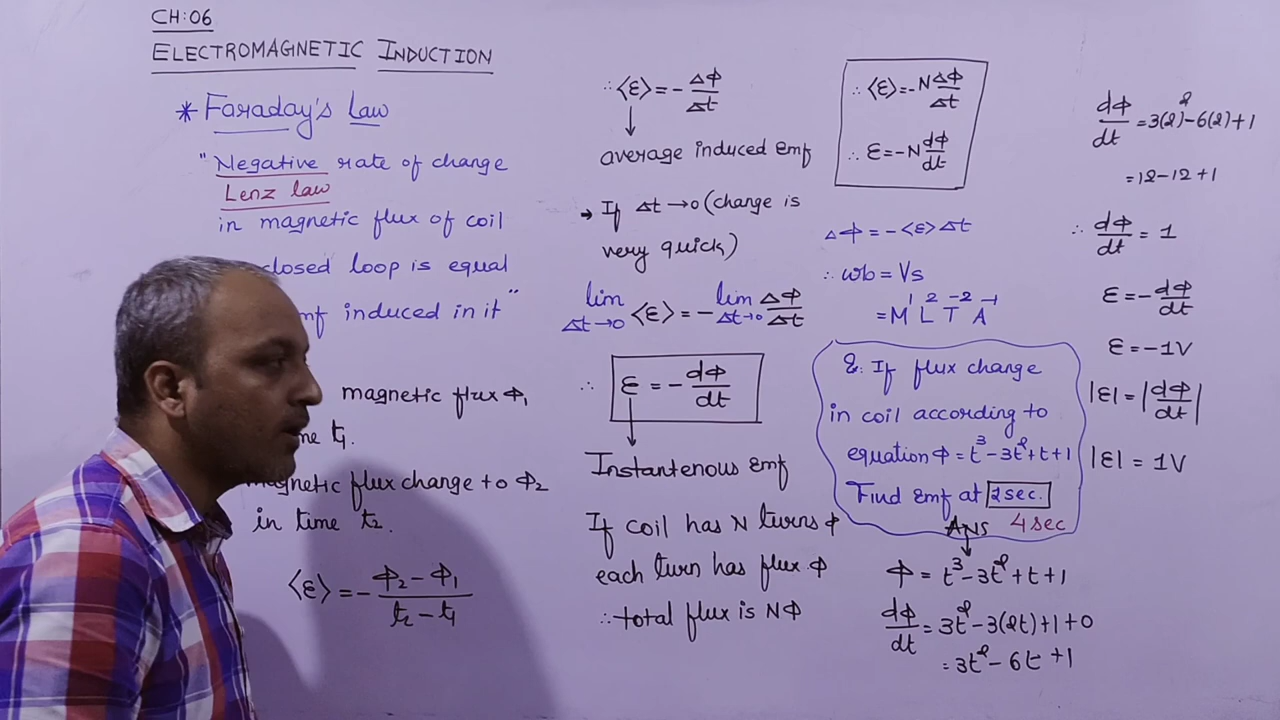 CH:06
ELECTROMAGNETIC INDUCTION
* Faraday's Law
"Negative rate of change
Lenz law
in magnetic flux of coil
closed loop is equal
induced in it"
magnetic flux Φ₁
t₁.
flux change to Φ₂
in time t₂.
⟨ε⟩ = - (Φ₂ - Φ₁)/(t₂ - t₁)
∴ ⟨ε⟩ = - ΔΦ/Δt
average induced emf
→ If Δt→0 (change is
very quick)
lim Δt→0 ⟨ε⟩ = - lim Δt→0 ΔΦ/Δt
∴ ε = - dΦ/dt
Instantenous emf
If coil has N turns &
each turn has flux Φ
∴ total flux is NΦ
∴ ⟨ε⟩ = -N ΔΦ/Δt
∴ ε = -N dΦ/dt
ΔΦ = -⟨ε⟩Δt
∴ wb = Vs
= M¹ L² T⁻² A⁻¹
Q. If flux change
in coil according to
equation Φ = t³ - 3t² + t + 1
Find emf at 2sec.
4 sec
ANS
Φ = t³ - 3t² + t + 1
dΦ/dt = 3t² - 3(2t) + 1 + 0
= 3t² - 6t + 1
dΦ/dt = 3(2)² - 6(2) + 1
= 12 - 12 + 1
∴ dΦ/dt = 1
ε = - dΦ/dt
ε = -1V
|ε| = |dΦ/dt|
|ε| = 1V